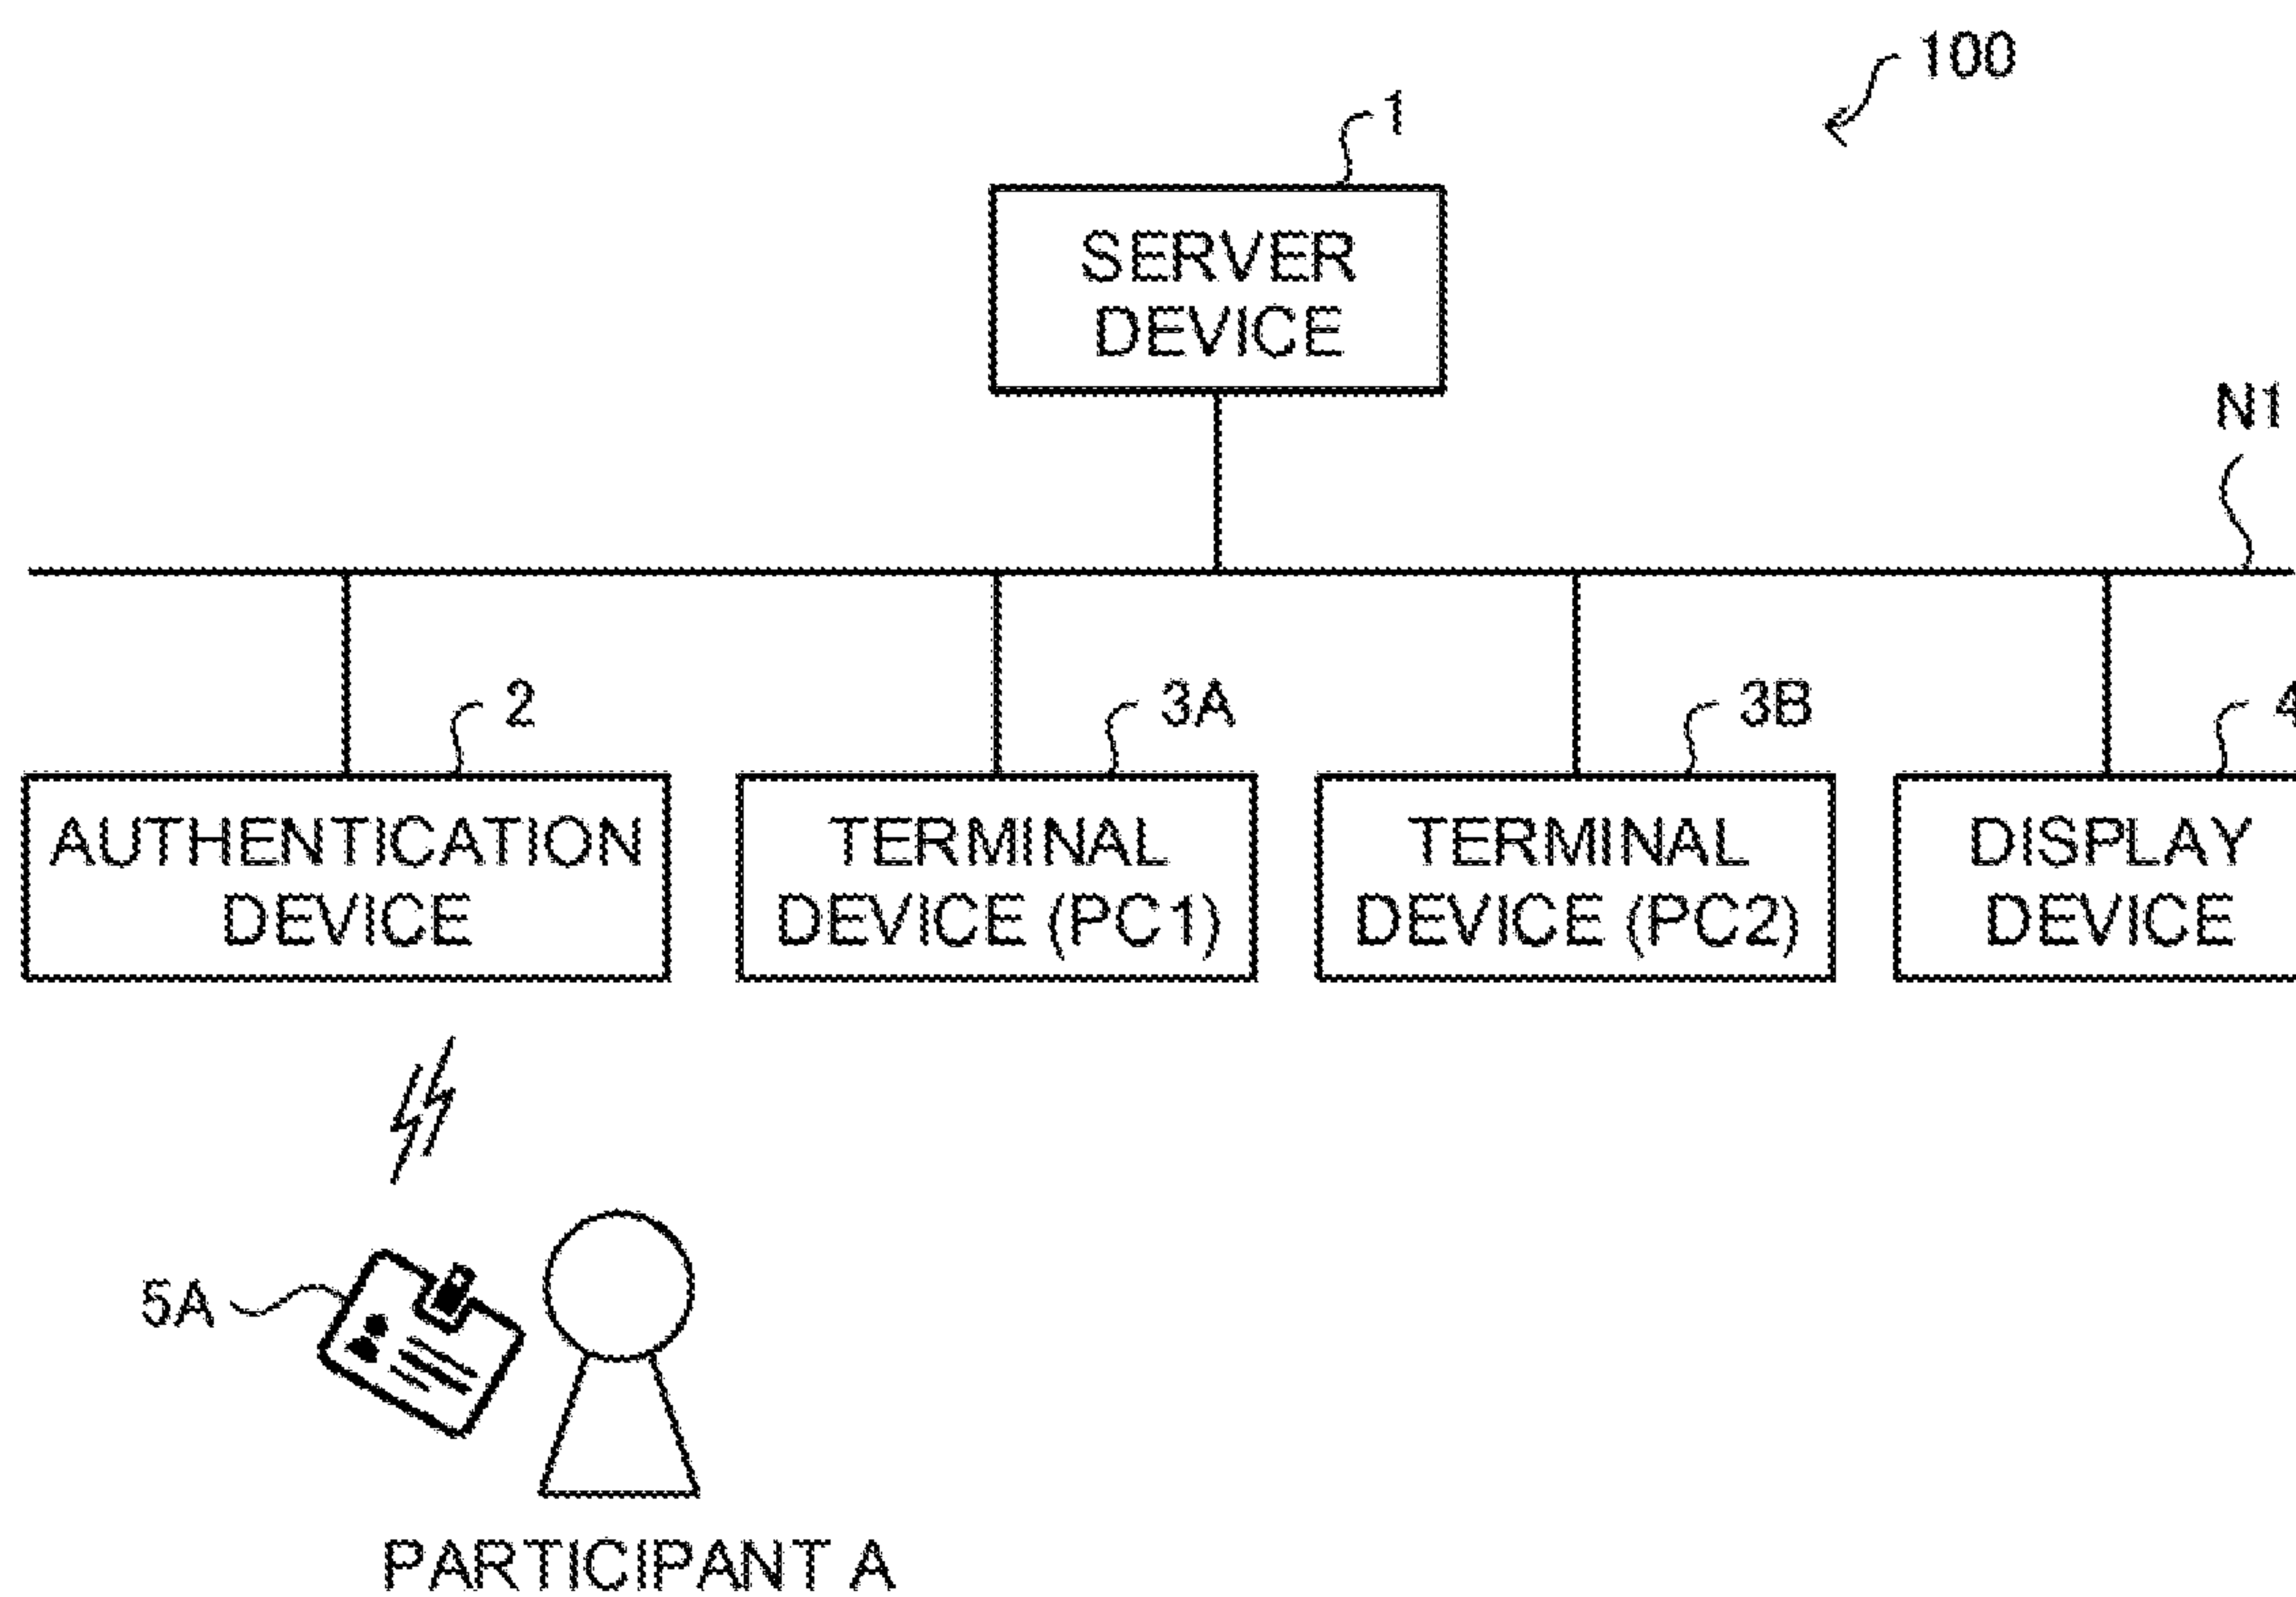 100
1
SERVER
DEVICE
N1
2
3A
3B
4
AUTHENTICATION
DEVICE
TERMINAL
DEVICE (PC1)
TERMINAL
DEVICE (PC2)
DISPLAY
DEVICE
5A
PARTICIPANT A